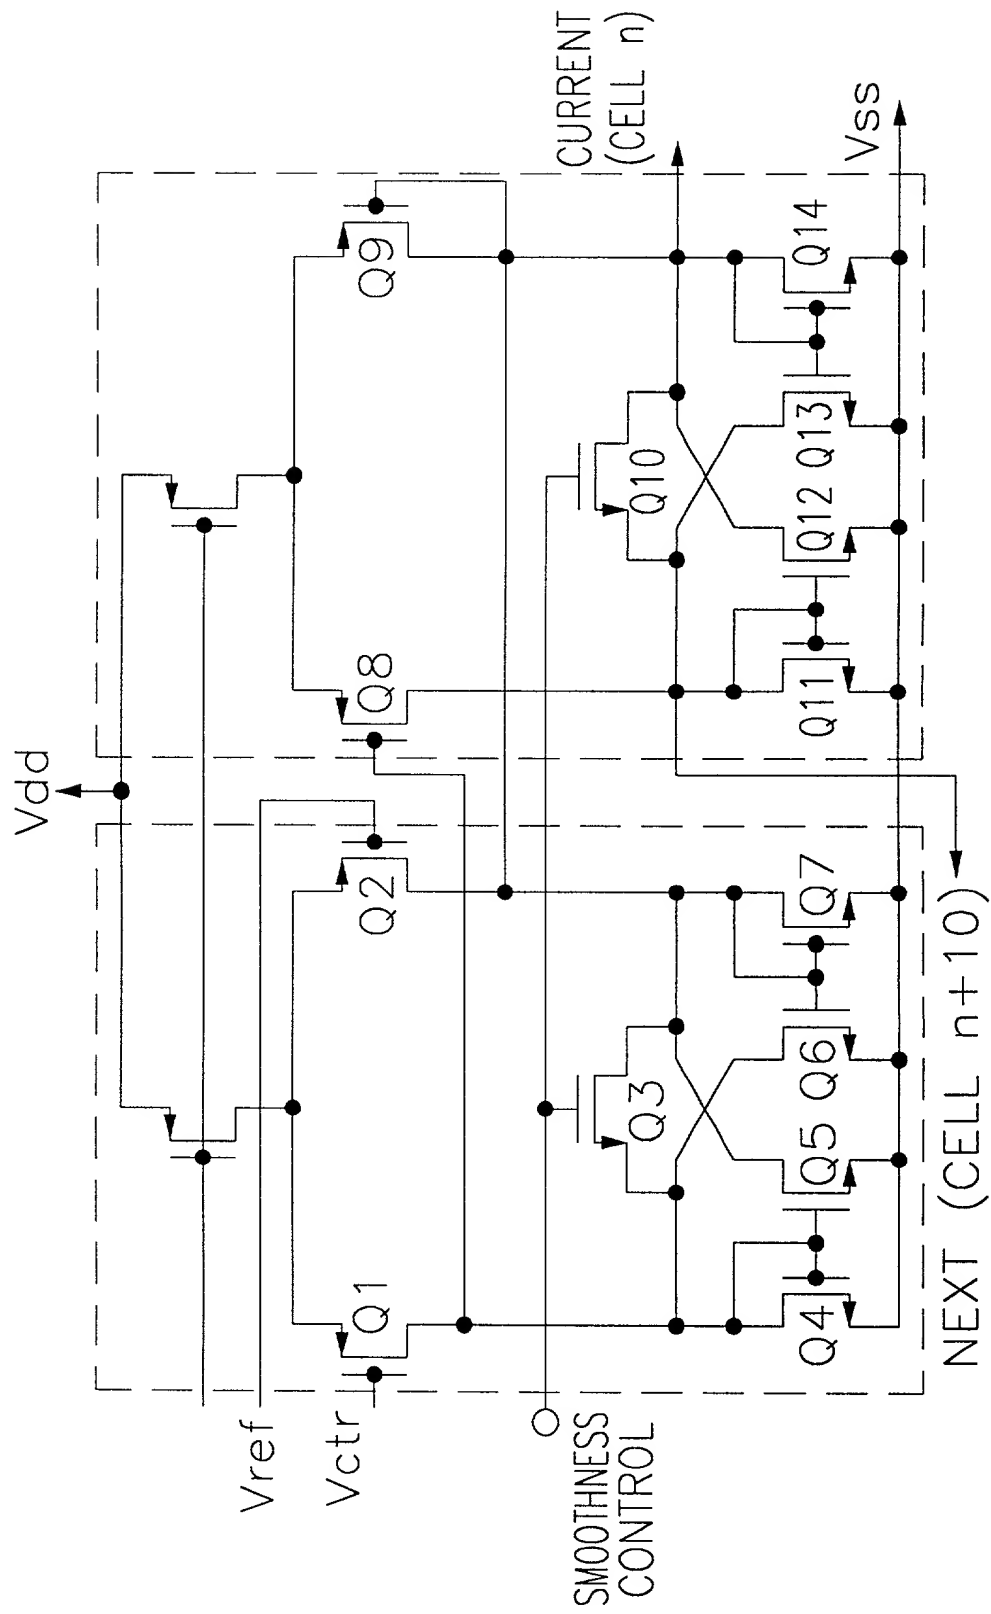 Vdd
Vref
Vctr
Q1
Q2
Q8
Q9
SMOOTHNESS
CONTROL
Q3
Q10
CURRENT
(CELL n)
Q4
Q5
Q6
Q7
Q11
Q12
Q13
Q14
Vss
NEXT (CELL n+10)